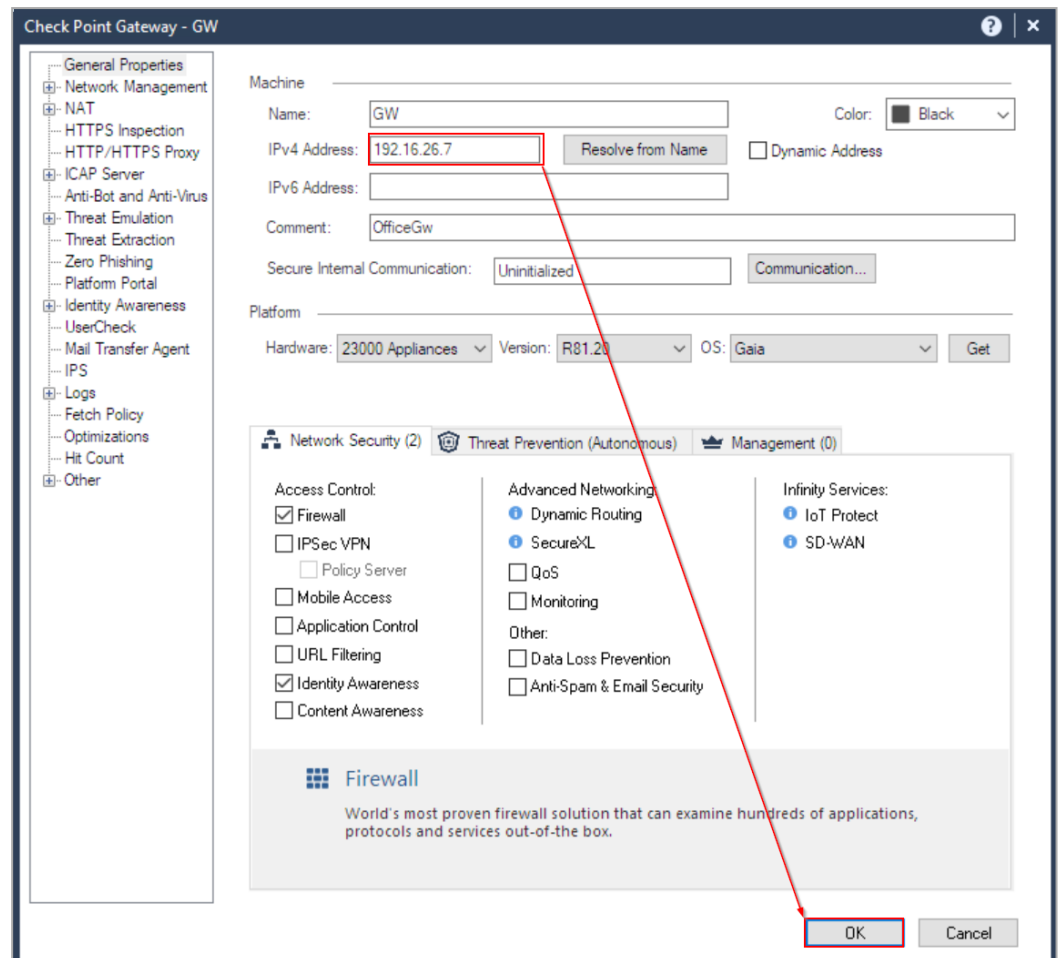 Check Point Gateway - GW
General Properties
Network Management
NAT
HTTPS Inspection
HTTP/HTTPS Proxy
ICAP Server
Anti-Bot and Anti-Virus
Threat Emulation
Threat Extraction
Zero Phishing
Platform Portal
Identity Awareness
UserCheck
Mail Transfer Agent
IPS
Logs
Fetch Policy
Optimizations
Hit Count
Other
Machine
Name: GW Color: Black
IPv4 Address: 192.16.26.7 Resolve from Name Dynamic Address
IPv6 Address:
Comment: OfficeGw
Secure Internal Communication: Uninitialized Communication...
Platform
Hardware: 23000 Appliances Version: R81.20 OS: Gaia Get
Network Security (2) Threat Prevention (Autonomous) Management (0)
Access Control:
Firewall
IPSec VPN
Policy Server
Mobile Access
Application Control
URL Filtering
Identity Awareness
Content Awareness
Advanced Networking:
Dynamic Routing
SecureXL
QoS
Monitoring
Other:
Data Loss Prevention
Anti-Spam & Email Security
Infinity Services:
IoT Protect
SD-WAN
Firewall
World's most proven firewall solution that can examine hundreds of applications,
protocols and services out-of-the box.
OK Cancel